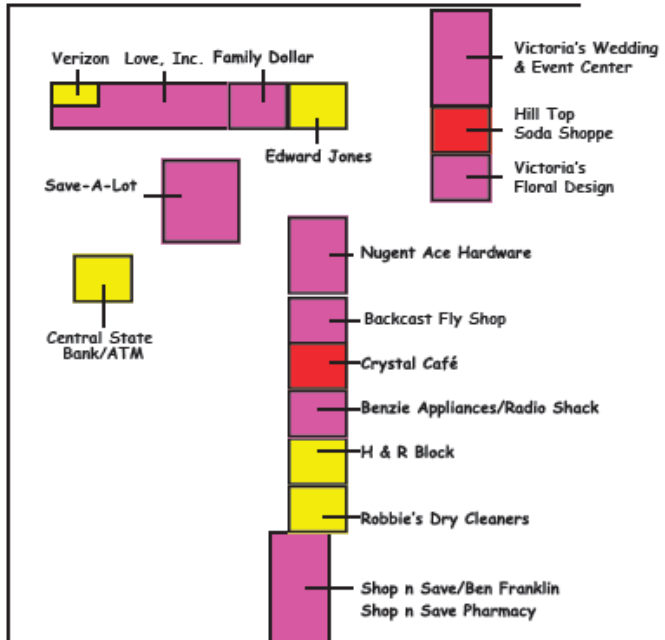 Verizon Love, Inc. Family Dollar
Edward Jones
Save-A-Lot
Central State
Bank/ATM
Victoria's Wedding
& Event Center
Hill Top
Soda Shoppe
Victoria's
Floral Design
Nugent Ace Hardware
Backcast Fly Shop
Crystal Café
Benzie Appliances/Radio Shack
H & R Block
Robbie's Dry Cleaners
Shop n Save/Ben Franklin
Shop n Save Pharmacy